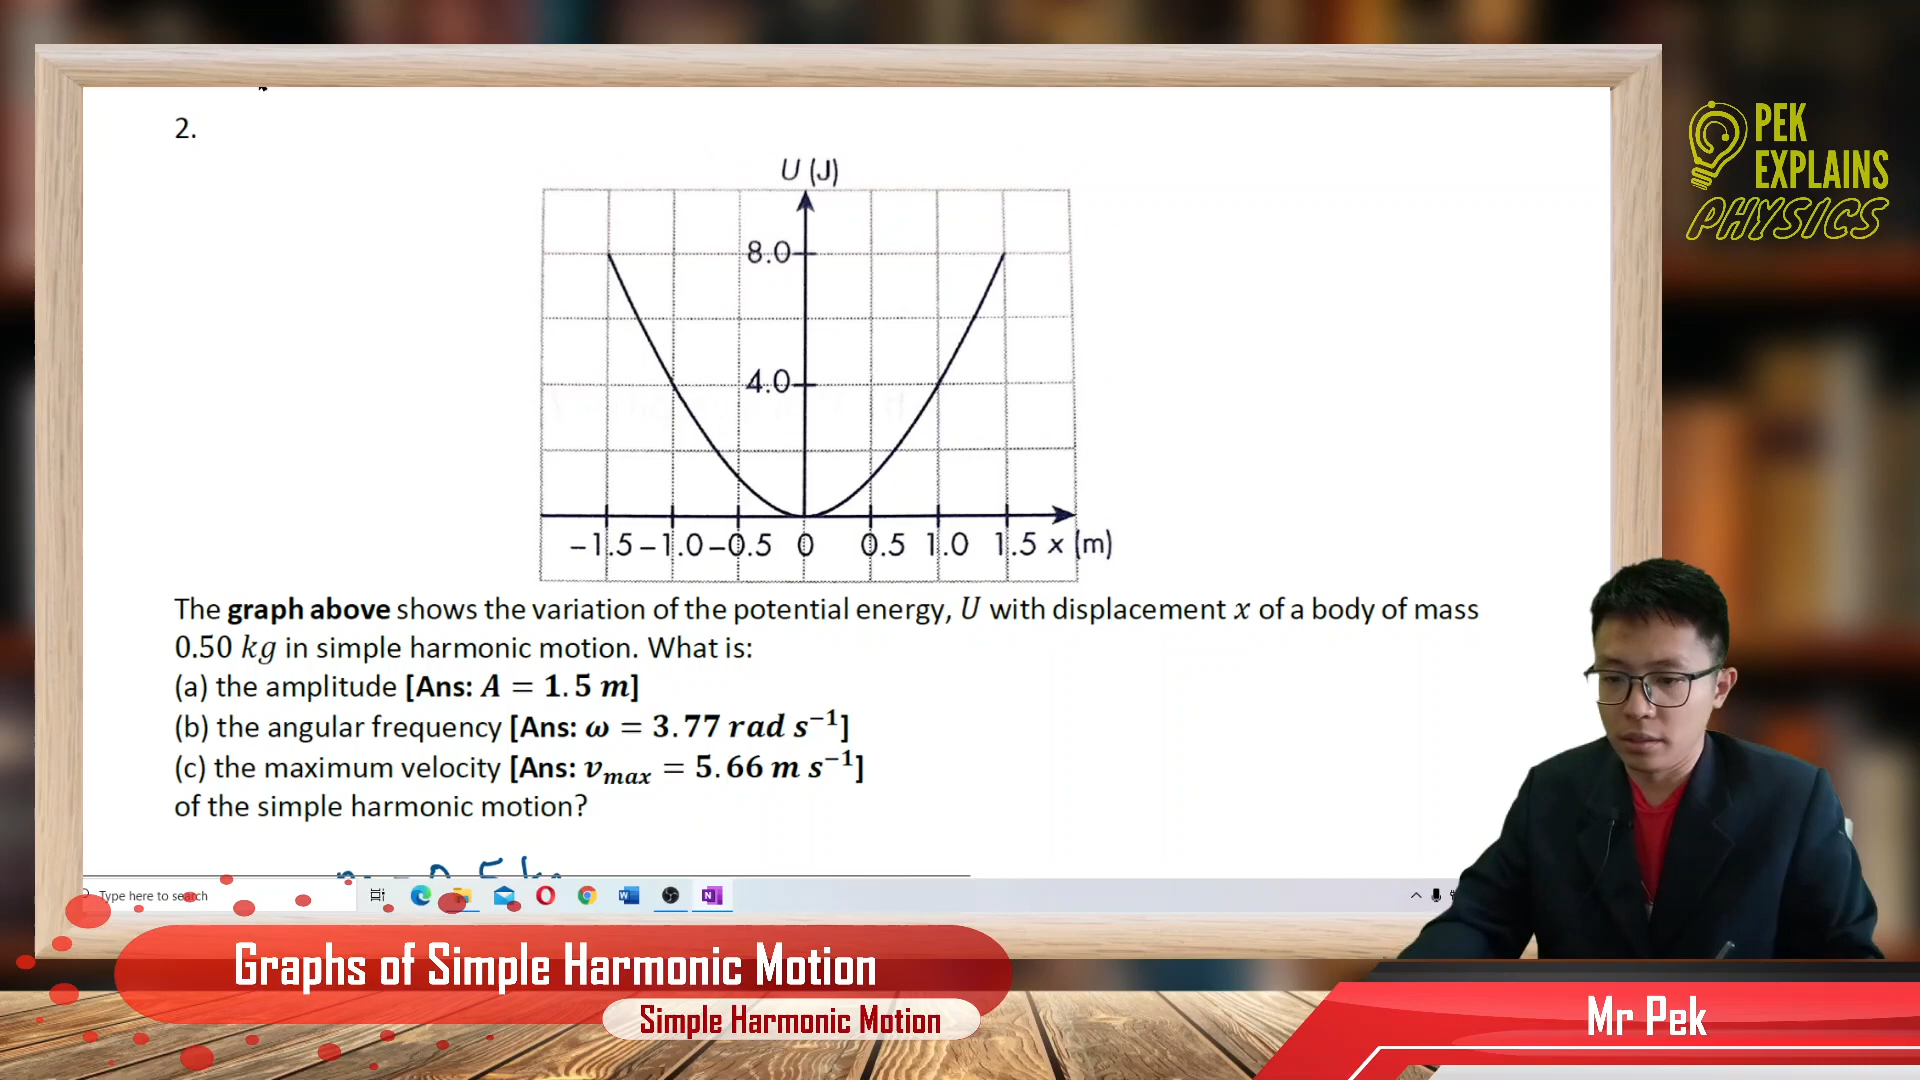 2.
U (J)
8.0
4.0
−1.5 −1.0 −0.5 0 0.5 1.0 1.5 x (m)
The graph above shows the variation of the potential energy, U with displacement x of a body of mass
0.50 kg in simple harmonic motion. What is:
(a) the amplitude [Ans: A = 1.5 m]
(b) the angular frequency [Ans: ω = 3.77 rad s⁻¹]
(c) the maximum velocity [Ans: vₘₐₓ = 5.66 m s⁻¹]
of the simple harmonic motion?
Type here to search
PEK
EXPLAINS
PHYSICS
Graphs of Simple Harmonic Motion
Simple Harmonic Motion
Mr Pek